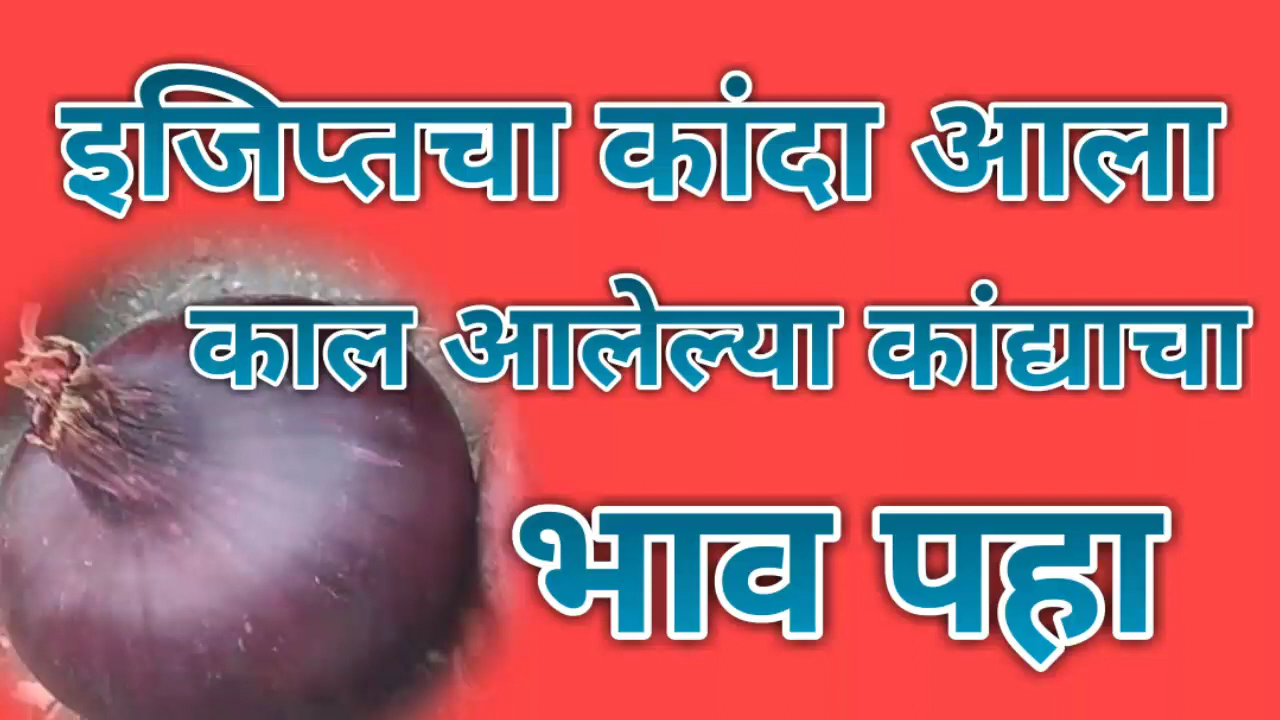 इजिप्तचा कांदा आला
काल आलेल्या कांद्याचा
भाव पहा